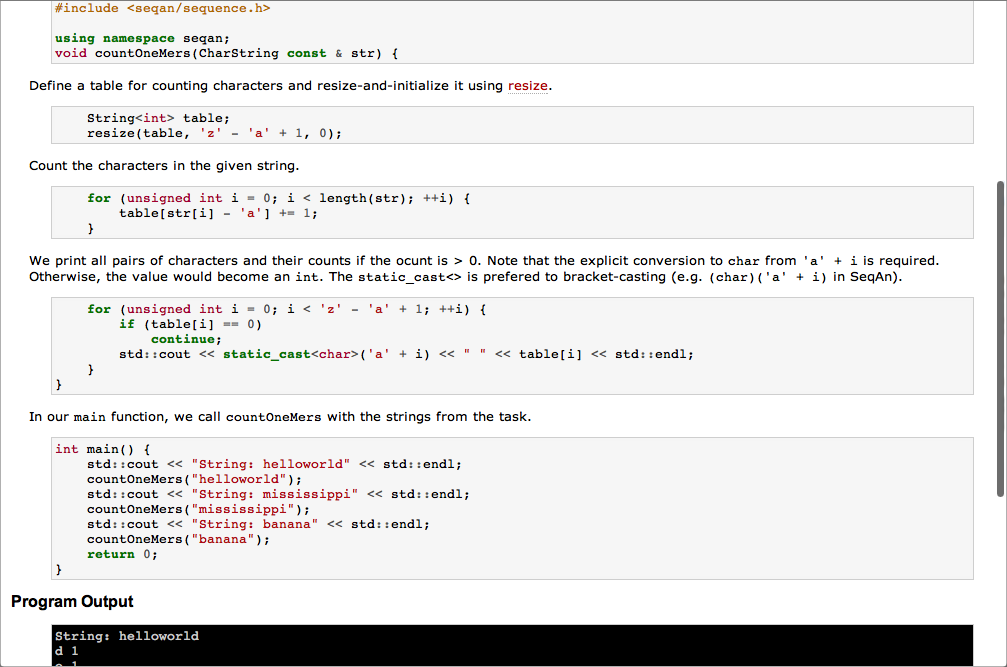 #include <seqan/sequence.h>
using namespace seqan;
void countOneMers(CharString const & str) {
Define a table for counting characters and resize-and-initialize it using resize.
String<int> table;
resize(table, 'z' - 'a' + 1, 0);
Count the characters in the given string.
for (unsigned int i = 0; i < length(str); ++i) {
table[str[i] - 'a'] += 1;
}
We print all pairs of characters and their counts if the ocunt is > 0. Note that the explicit conversion to char from 'a' + i is required.
Otherwise, the value would become an int. The static_cast<> is prefered to bracket-casting (e.g. (char)('a' + i) in SeqAn).
for (unsigned int i = 0; i < 'z' - 'a' + 1; ++i) {
if (table[i] == 0)
continue;
std::cout << static_cast<char>('a' + i) << " " << table[i] << std::endl;
}
}
In our main function, we call countOneMers with the strings from the task.
int main() {
std::cout << "String: helloworld" << std::endl;
countOneMers("helloworld");
std::cout << "String: mississippi" << std::endl;
countOneMers("mississippi");
std::cout << "String: banana" << std::endl;
countOneMers("banana");
return 0;
}
Program Output
String: helloworld
d 1